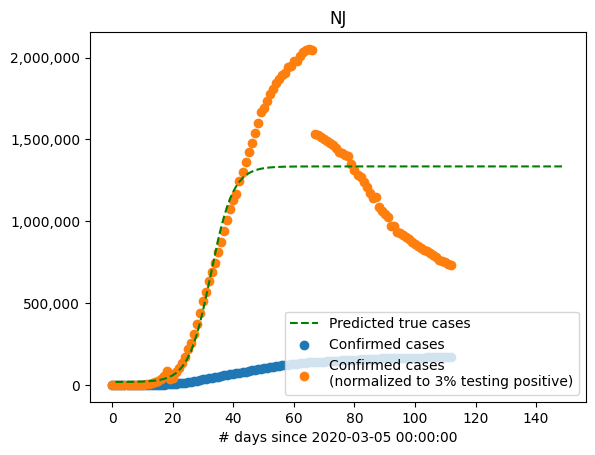 NJ
2,000,000
1,500,000
1,000,000
500,000
0
Predicted true cases
Confirmed cases
Confirmed cases
(normalized to 3% testing positive)
0 20 40 60 80 100 120 140
# days since 2020-03-05 00:00:00